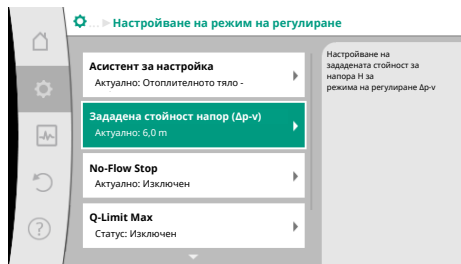 Настройване на режим на регулиране
Асистент за настройка
Актуално: Отоплителното тяло -
Зададена стойност напор (Δp-v)
Актуално: 6,0 m
No-Flow Stop
Актуално: Изключен
Q-Limit Max
Статус: Изключен
Настройване на
зададената стойност за
напора H за
режима на регулиране Δp-v